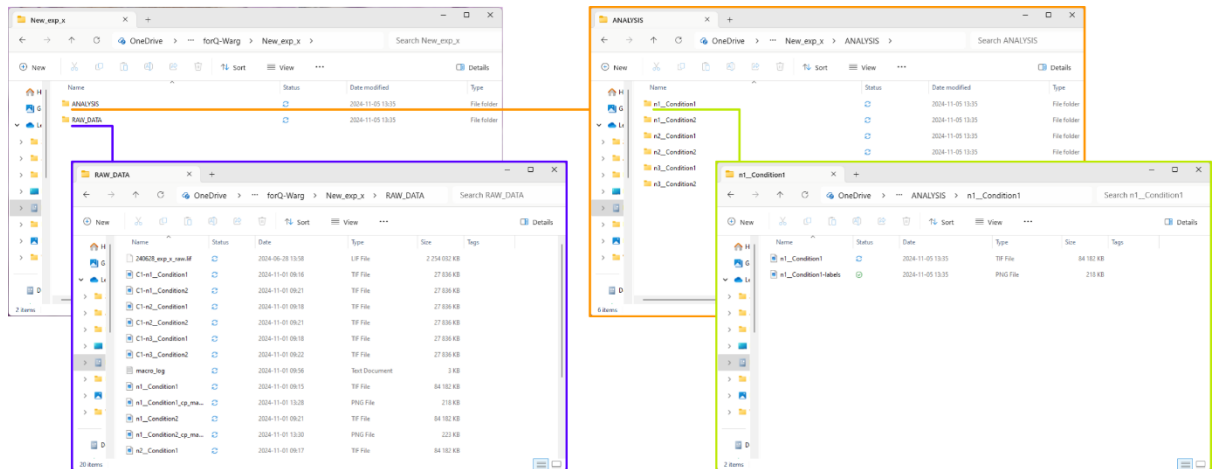 New_exp_x
OneDrive > ··· forQ-Warg > New_exp_x > Search New_exp_x
New Sort View ··· Details
Name Status Date modified Type
ANALYSIS 2024-11-05 13:35 File folder
RAW_DATA 2024-11-05 13:35 File folder
2 items
RAW_DATA
OneDrive > ··· forQ-Warg > New_exp_x > RAW_DATA Search RAW_DATA
New Sort View ··· Details
Name Status Date Type Size Tags
240628_exp_x_raw.lif 2024-06-28 15:58 LIF File 2 254 032 KB
C1-n1__Condition1 2024-11-01 09:16 TIF File 27 836 KB
C1-n1__Condition2 2024-11-01 09:21 TIF File 27 836 KB
C1-n2__Condition1 2024-11-01 09:18 TIF File 27 836 KB
C1-n2__Condition2 2024-11-01 09:21 TIF File 27 836 KB
C1-n3__Condition1 2024-11-01 09:18 TIF File 27 836 KB
C1-n3__Condition2 2024-11-01 09:22 TIF File 27 836 KB
macro_log 2024-11-01 09:56 Text Document 3 KB
n1__Condition1 2024-11-01 09:15 TIF File 84 182 KB
n1__Condition1_cp_ma... 2024-11-01 13:28 PNG File 218 KB
n1__Condition2 2024-11-01 09:21 TIF File 84 182 KB
n1__Condition2_cp_ma... 2024-11-01 13:30 PNG File 223 KB
n2__Condition1 2024-11-01 09:17 TIF File 84 182 KB
20 items
ANALYSIS
OneDrive > ··· New_exp_x > ANALYSIS > Search ANALYSIS
New Sort View ··· Details
Name Status Date modified Type
n1__Condition1 2024-11-05 13:35 File folder
n1__Condition2 2024-11-05 13:35 File folder
n2__Condition1 2024-11-05 13:35 File folder
n2__Condition2 2024-11-05 13:35 File folder
n3__Condition1
n3__Condition2
6 items
n1__Condition1
OneDrive > ··· ANALYSIS > n1__Condition1 Search n1__Condition1
New Sort View ··· Details
Name Status Date Type Size Tags
n1__Condition1 2024-11-05 13:35 TIF File 84 182 KB
n1__Condition1-labels 2024-11-05 13:35 PNG File 218 KB
2 items